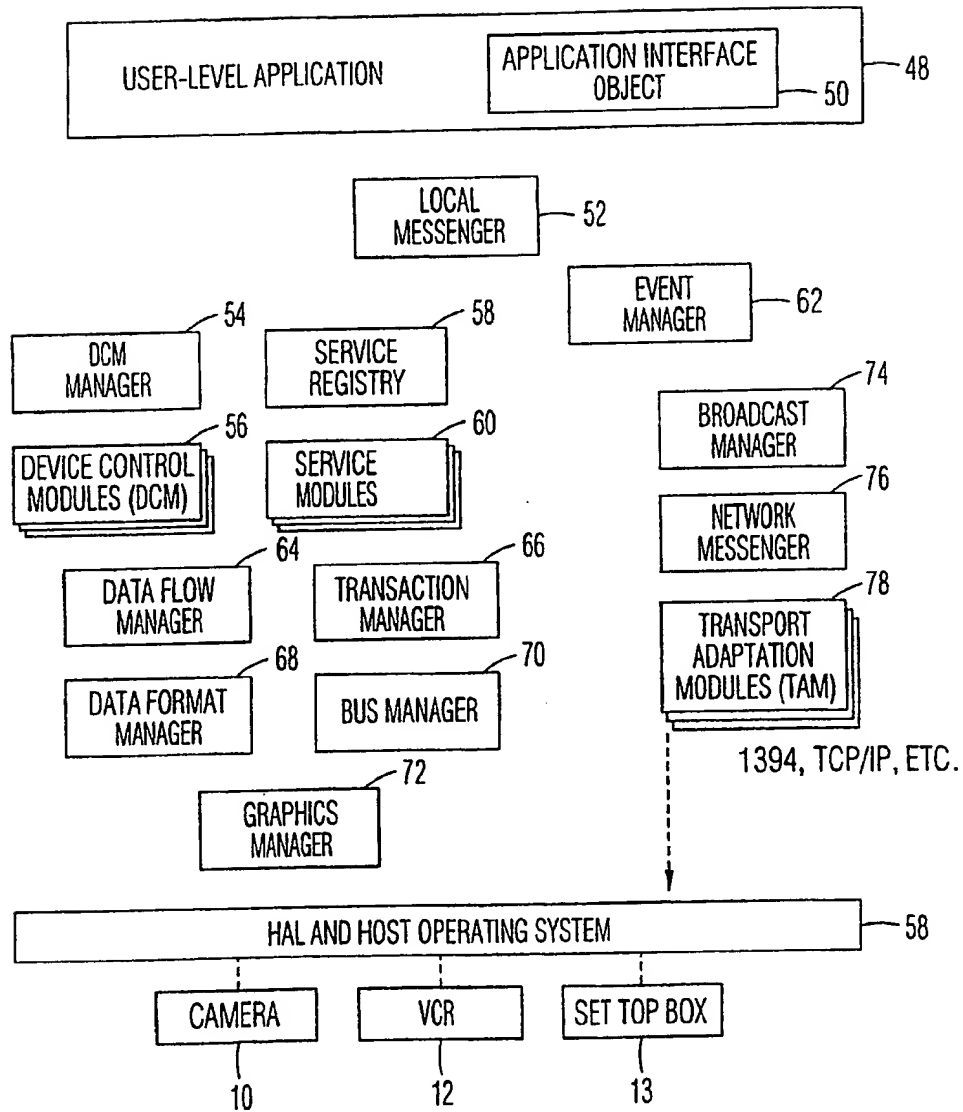 USER-LEVEL APPLICATION
APPLICATION INTERFACE
OBJECT
48
50
LOCAL
MESSENGER
52
EVENT
MANAGER
62
54
DCM
MANAGER
58
SERVICE
REGISTRY
74
BROADCAST
MANAGER
56
DEVICE CONTROL
MODULES (DCM)
60
SERVICE
MODULES
76
NETWORK
MESSENGER
64
DATA FLOW
MANAGER
66
TRANSACTION
MANAGER
78
TRANSPORT
ADAPTATION
MODULES (TAM)
68
DATA FORMAT
MANAGER
70
BUS MANAGER
1394, TCP/IP, ETC.
72
GRAPHICS
MANAGER
HAL AND HOST OPERATING SYSTEM
58
CAMERA
VCR
SET TOP BOX
10
12
13